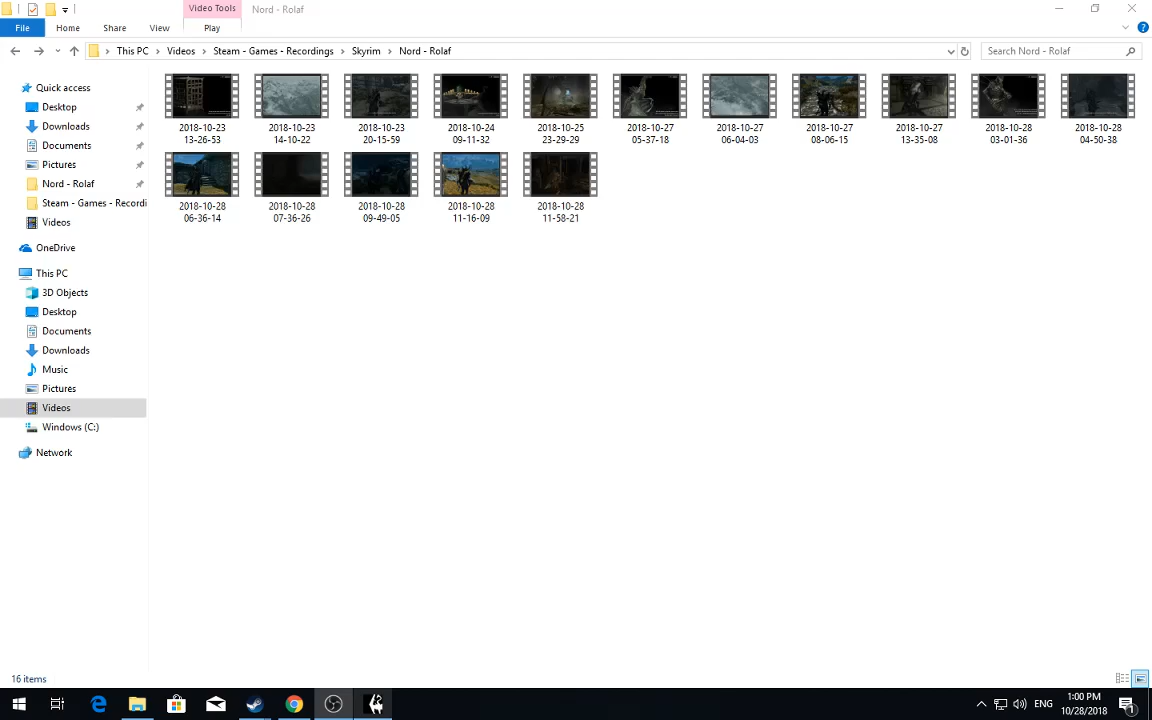 Video Tools
Nord - Rolaf
File
Home
Share
View
Play
This PC
Videos
Steam - Games - Recordings
Skyrim
Nord - Rolaf
Search Nord - Rolaf
Quick access
Desktop
Downloads
Documents
Pictures
Nord - Rolaf
Steam - Games - Recordi
Videos
OneDrive
This PC
3D Objects
Desktop
Documents
Downloads
Music
Pictures
Videos
Windows (C:)
Network
2018-10-23
13-26-53
2018-10-23
14-10-22
2018-10-23
20-15-59
2018-10-24
09-11-32
2018-10-25
23-29-29
2018-10-27
05-37-18
2018-10-27
06-04-03
2018-10-27
08-06-15
2018-10-27
13-35-08
2018-10-28
03-01-36
2018-10-28
04-50-38
2018-10-28
06-36-14
2018-10-28
07-36-26
2018-10-28
09-49-05
2018-10-28
11-16-09
2018-10-28
11-58-21
16 items
ENG
1:00 PM
10/28/2018
1